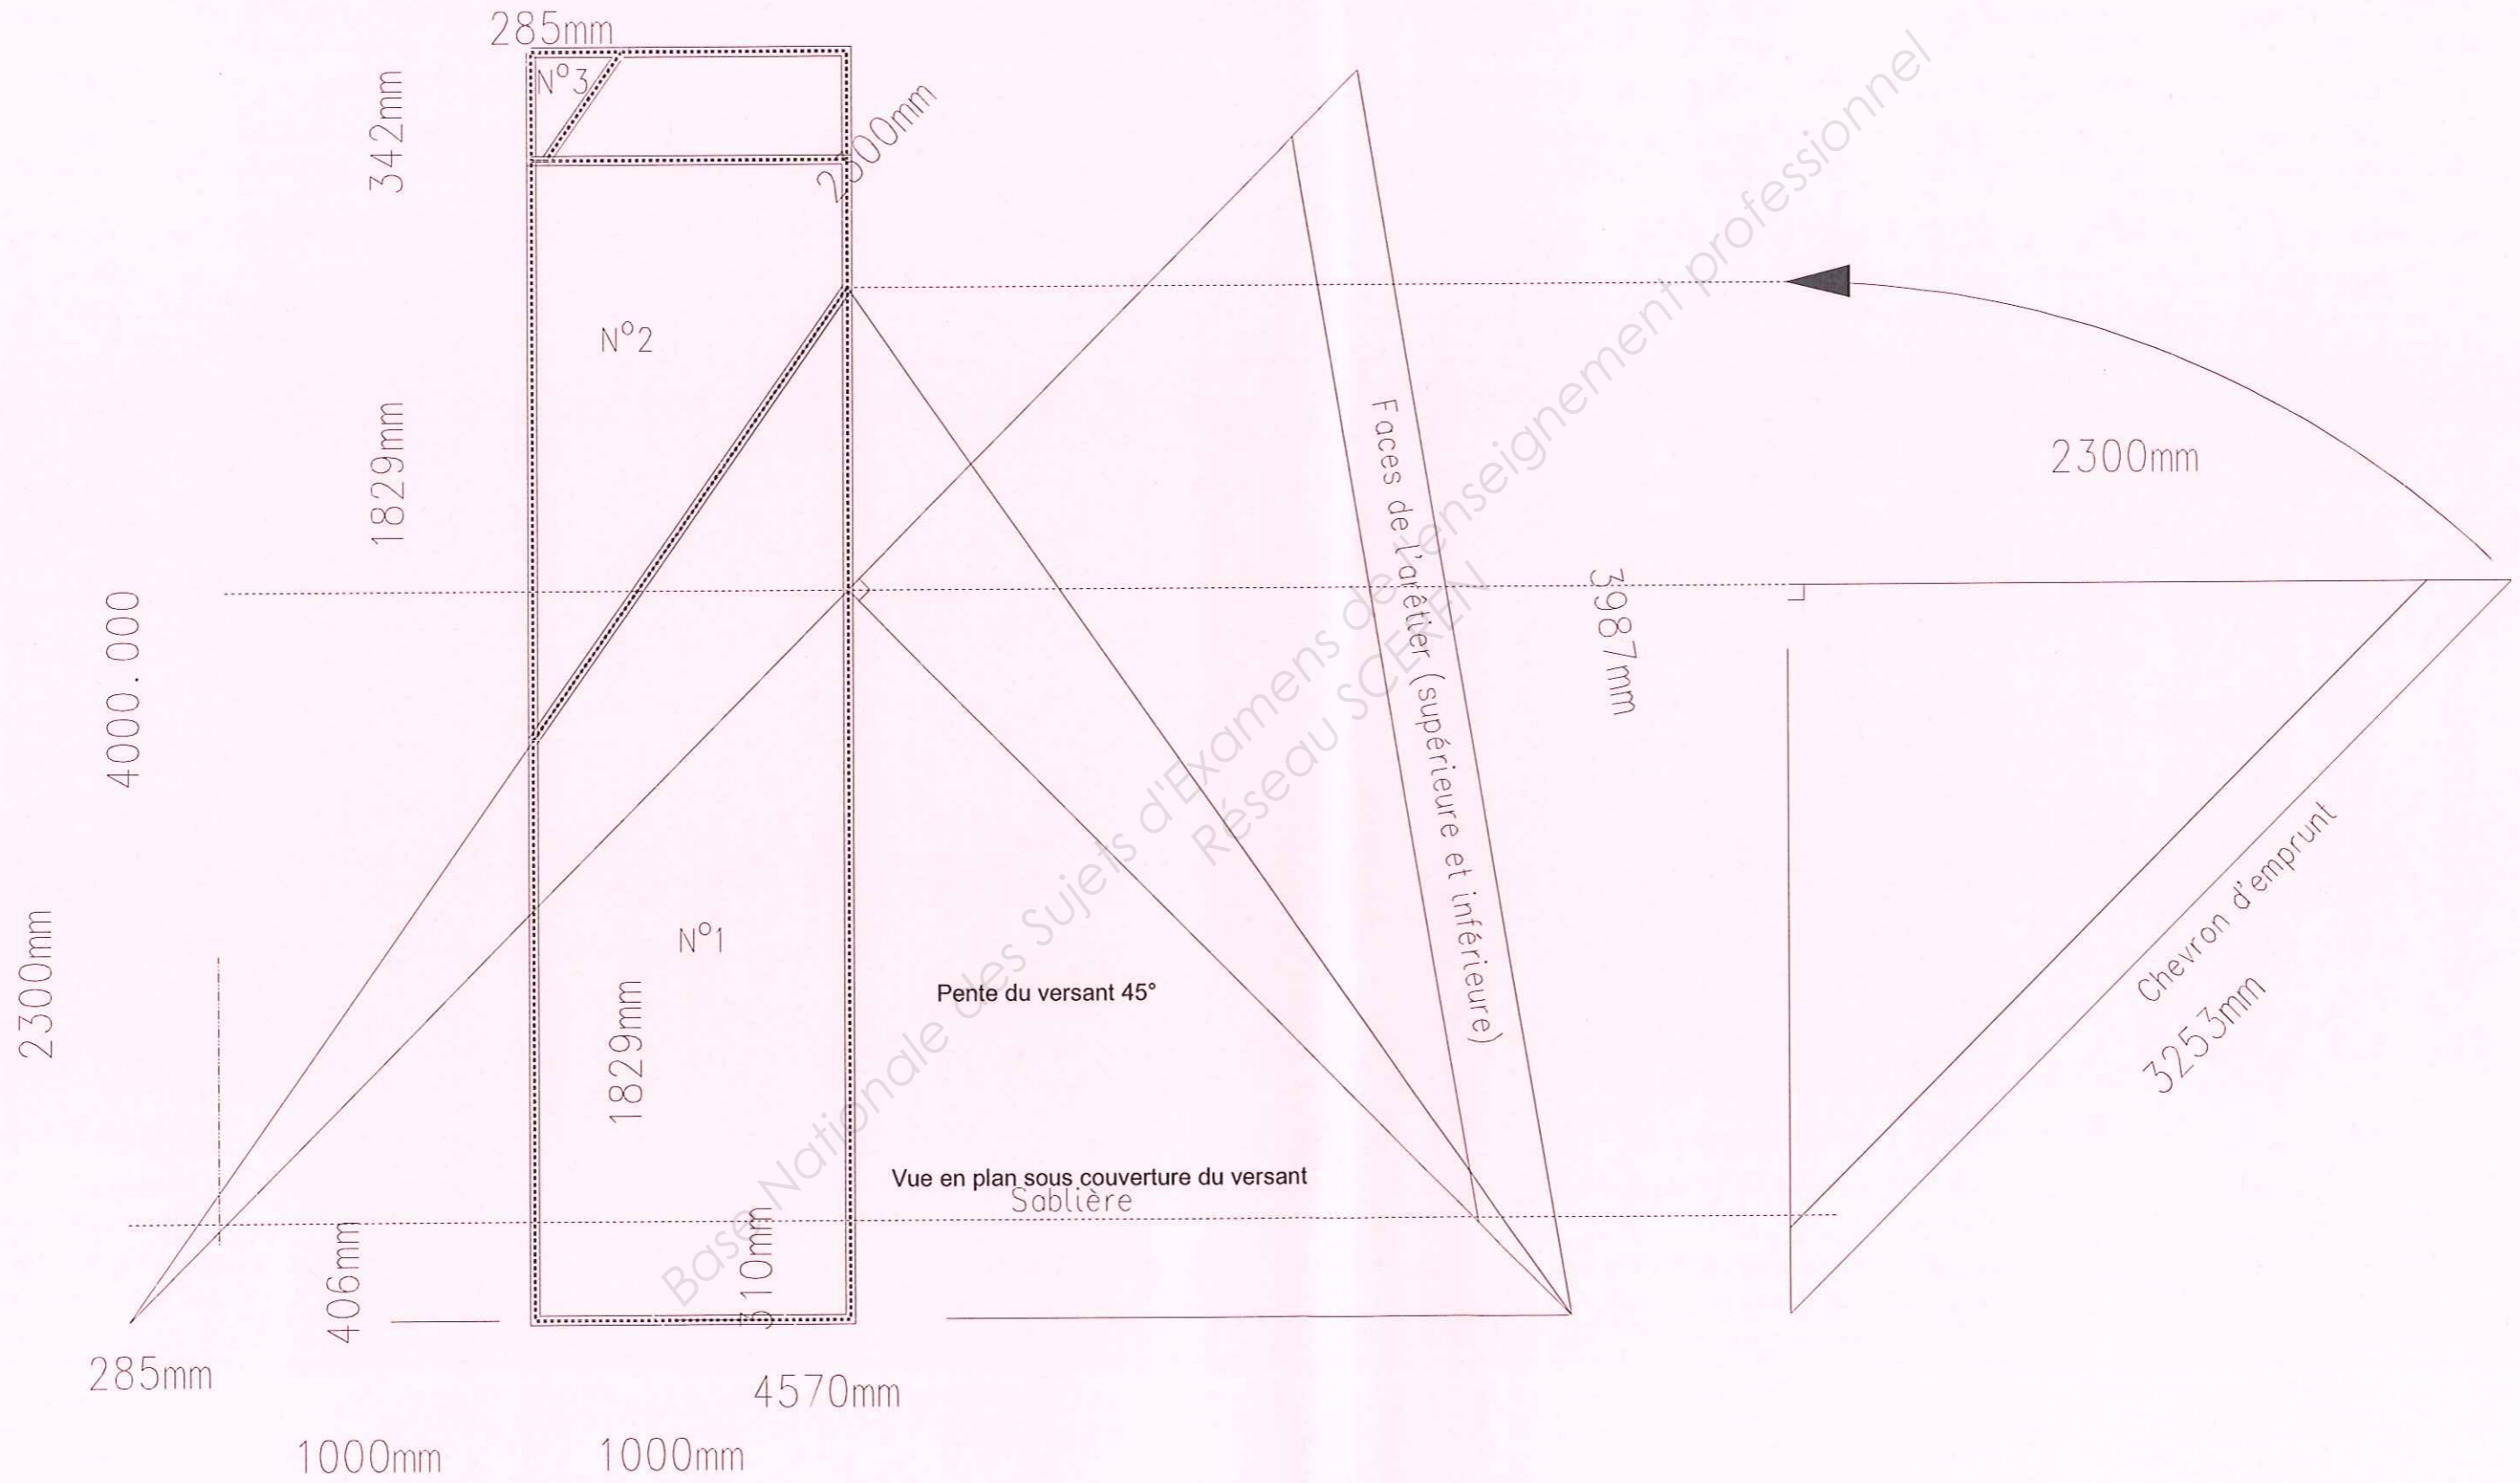 285mm
N°3
342mm
2300mm
N°2
1829mm
2300mm
Faces de l'arêtier (supérieure et inférieure)
3987mm
4000.000
2300mm
N°1
1829mm
Pente du versant 45°
Chevron d'emprunt
3253mm
Vue en plan sous couverture du versant
Sablière
406mm
310mm
285mm
4570mm
1000mm
1000mm
Base Nationale des Sujets d'Examens de l'enseignement professionnel
Réseau SCEREN